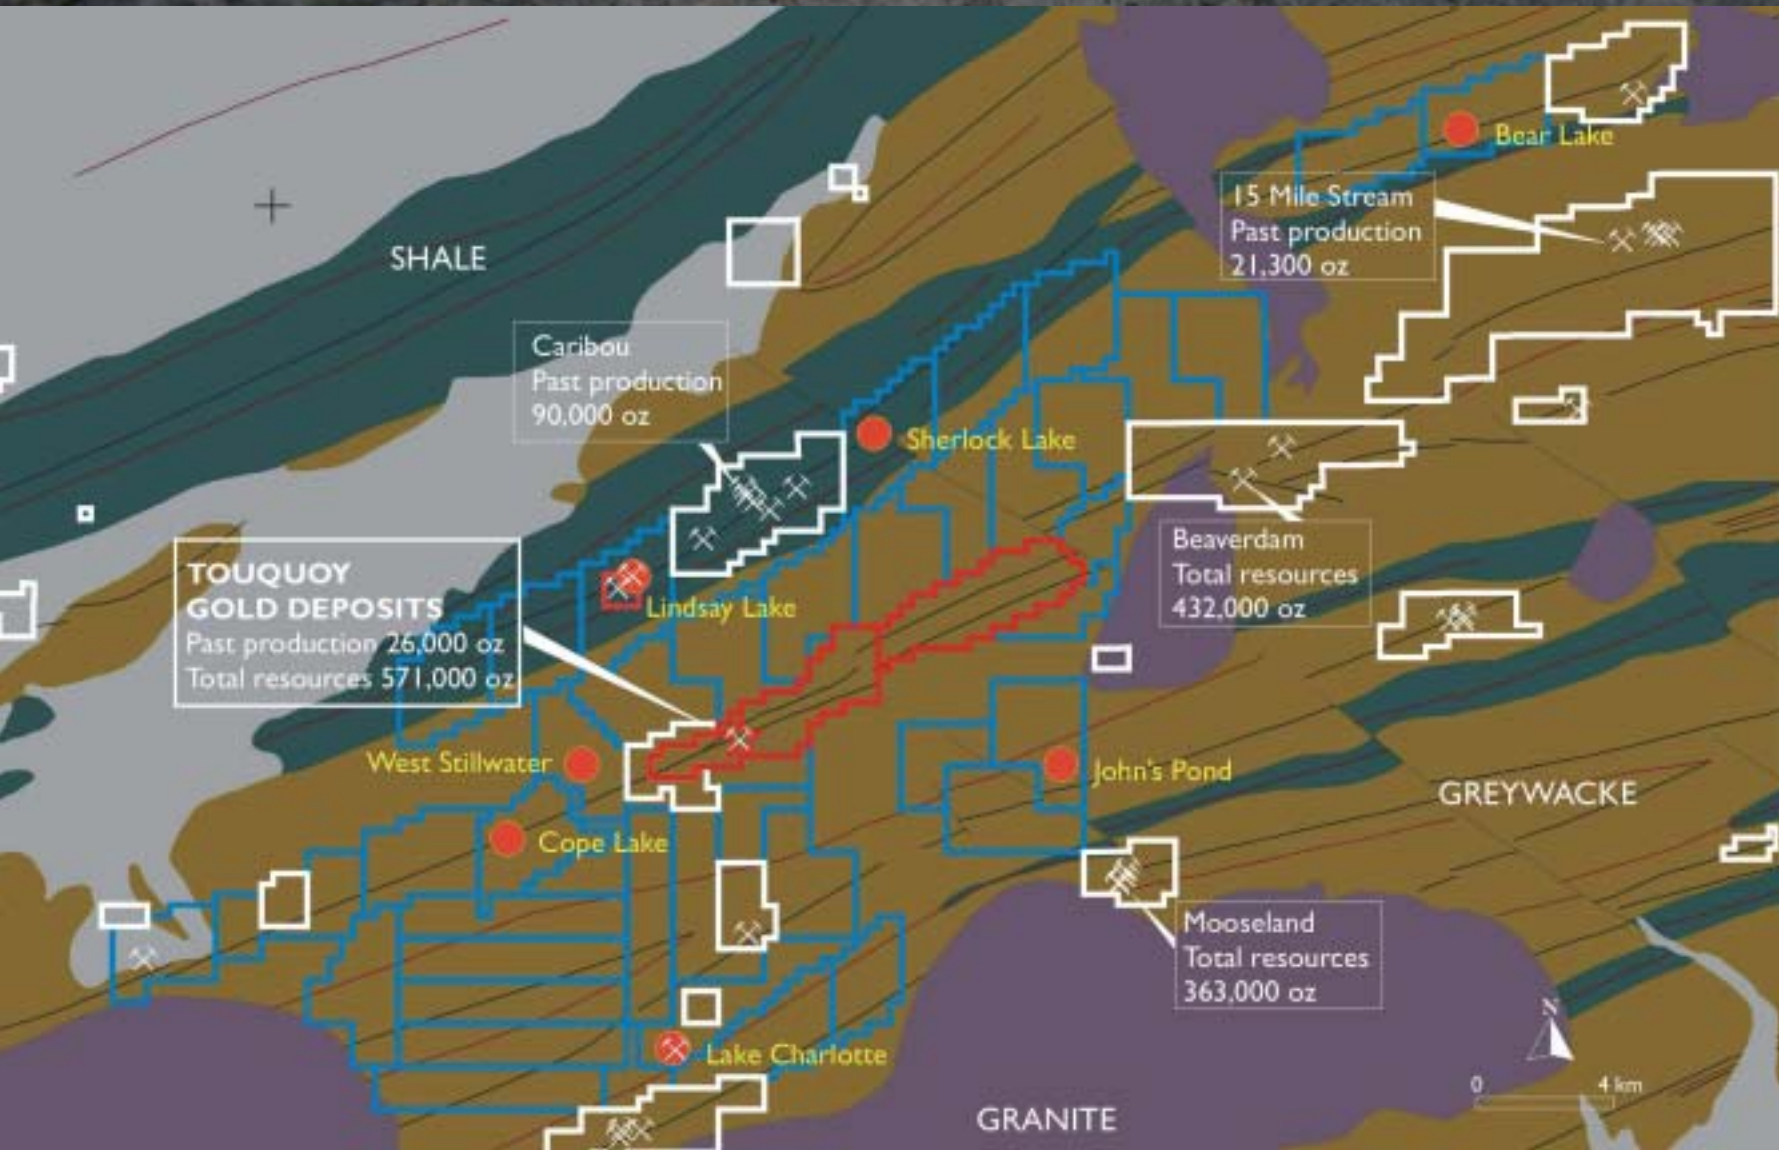 Bear Lake
15 Mile Stream
Past production
21,300 oz
SHALE
Caribou
Past production
90,000 oz
Sherlock Lake
Beaverdam
Total resources
432,000 oz
TOUQUOY
GOLD DEPOSITS
Past production 26,000 oz
Total resources 571,000 oz
Lindsay Lake
West Stillwater
John's Pond
GREYWACKE
Cope Lake
Mooseland
Total resources
363,000 oz
N
Lake Charlotte
0 4 km
GRANITE